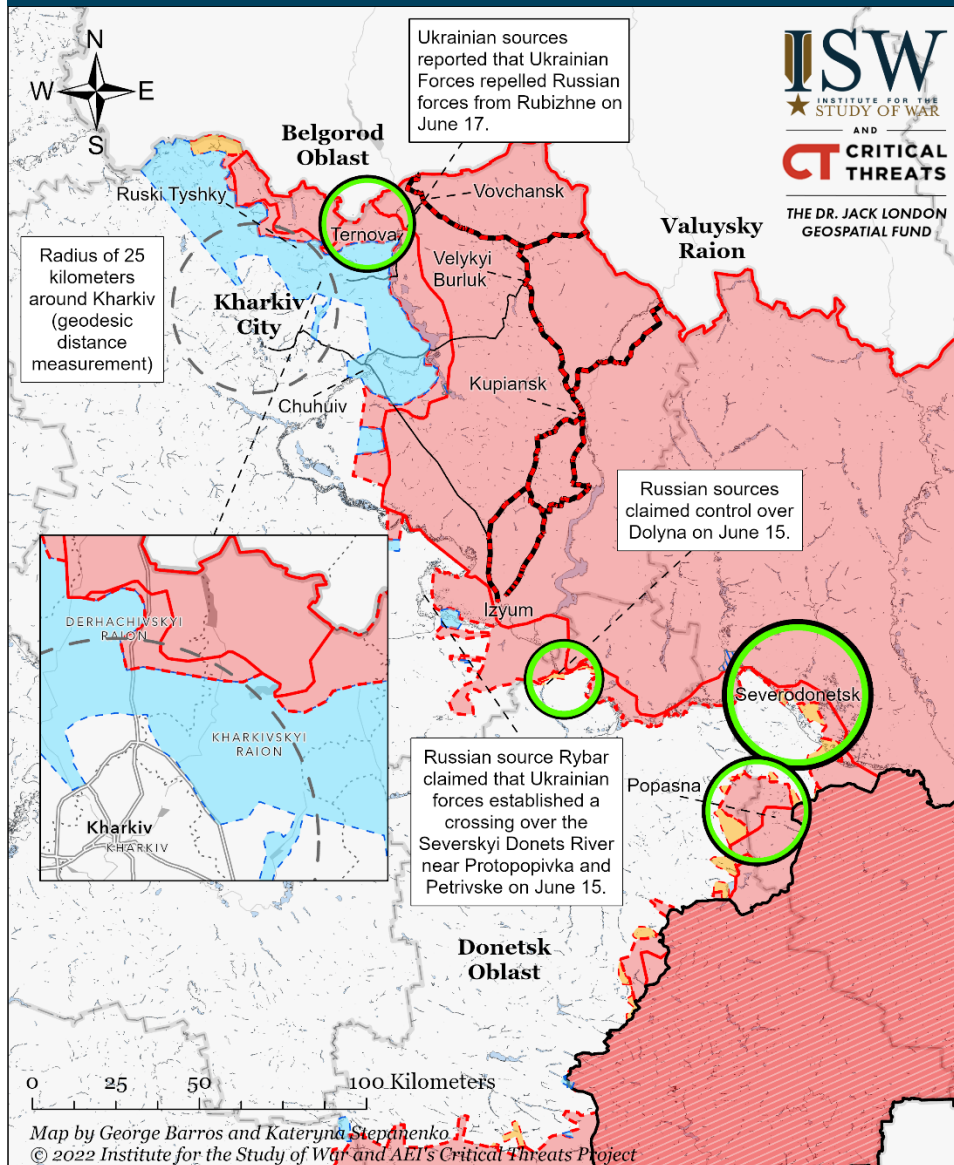 N
W E
S
Ukrainian sources
reported that Ukrainian
Forces repelled Russian
forces from Rubizhne on
June 17.
ISW
INSTITUTE FOR THE
STUDY OF WAR
AND
CT CRITICAL
THREATS
THE DR. JACK LONDON
GEOSPATIAL FUND
Belgorod
Oblast
Ruski Tyshky
Ternova
Vovchansk
Valuysky
Raion
Velykyi
Burluk
Radius of 25
kilometers
around Kharkiv
(geodesic
distance
measurement)
Kharkiv
City
Kupiansk
Chuhuiv
Russian sources
claimed control over
Dolyna on June 15.
DERHACHIVSKYI
RAION
KHARKIVSKYI
RAION
Kharkiv
KHARKIV
Izyum
Severodonetsk
Russian source Rybar
claimed that Ukrainian
forces established a
crossing over the
Severskyi Donets River
near Protopopivka and
Petrivske on June 15.
Popasna
Donetsk
Oblast
0 25 50 100 Kilometers
Map by George Barros and Kateryna Stepanenko
© 2022 Institute for the Study of War and AEI's Critical Threats Project